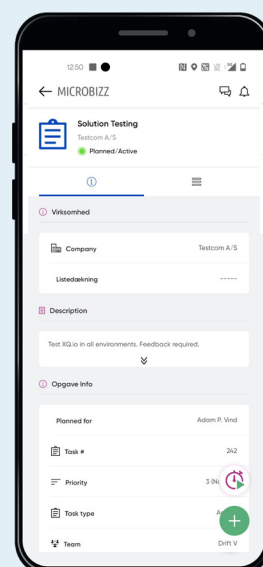 12:50
MICROBIZZ
Solution Testing
Testcom A/S
Planned/Active
Virksomhed
Company Testcom A/S
Listedækning -----
Description
Test XQ.io in all environments. Feedback required.
Opgave Info
Planned for Adam P. Vind
Task # 242
Priority 3
Task type
Team Drift V